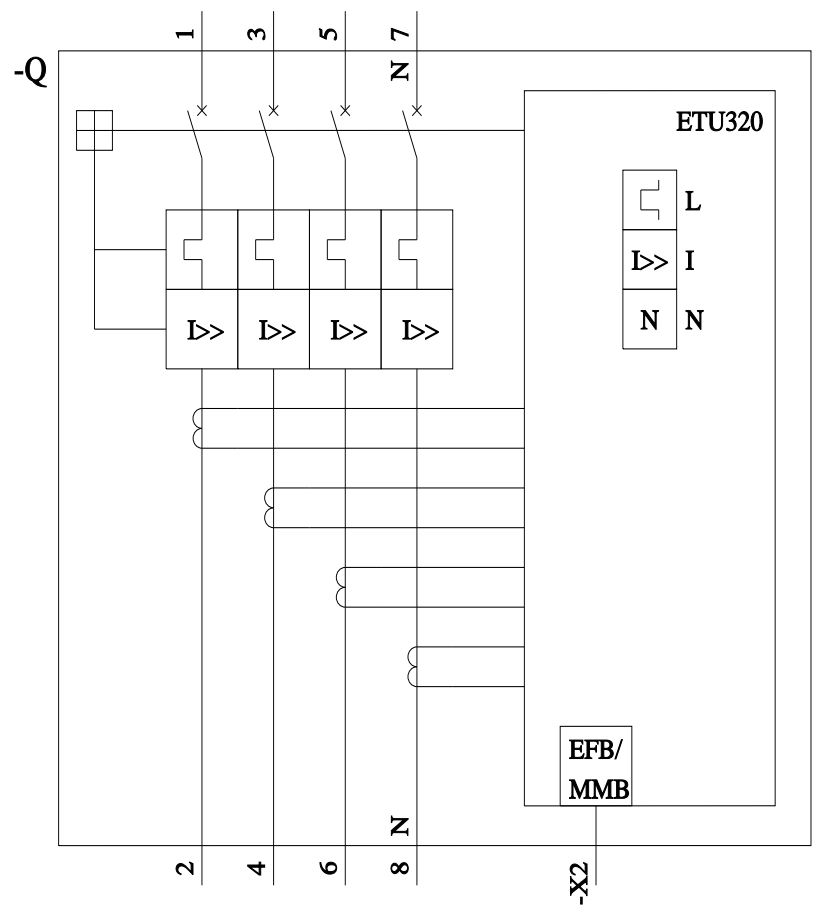 1 3 5 7
N
-Q
ETU320
L
I>> I
N N
I>> I>> I>> I>>
EFB/
MMB
N
2 4 6 8
-X2